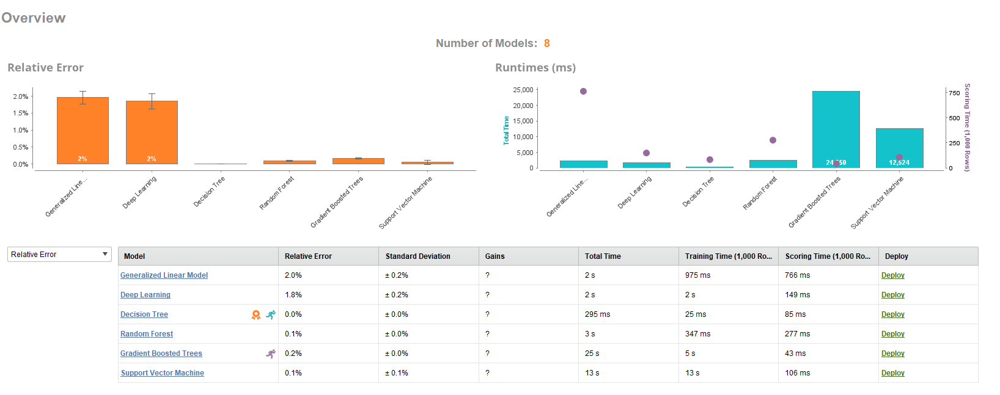 Overview
Number of Models: 8
Relative Error
2.0%
1.5%
1.0%
0.5%
0.0%
2%
2%
Generalized Line...
Deep Learning
Decision Tree
Random Forest
Gradient Boosted Trees
Support Vector Machine
Runtimes (ms)
Total Time
25,000
20,000
15,000
10,000
5,000
0
12,524
750
500
250
0
Scoring Time (1,000 Rows)
Generalized Line...
Deep Learning
Decision Tree
Random Forest
Gradient Boosted Trees
Support Vector Machine
Relative Error
Model Relative Error Standard Deviation Gains Total Time Training Time (1,000 Ro... Scoring Time (1,000 Ro... Deploy
Generalized Linear Model 2.0% ± 0.2% ? 2 s 975 ms 766 ms Deploy
Deep Learning 1.8% ± 0.2% ? 2 s 2 s 149 ms Deploy
Decision Tree 0.0% ± 0.0% ? 295 ms 25 ms 85 ms Deploy
Random Forest 0.1% ± 0.0% ? 3 s 347 ms 277 ms Deploy
Gradient Boosted Trees 0.2% ± 0.0% ? 25 s 5 s 43 ms Deploy
Support Vector Machine 0.1% ± 0.1% ? 13 s 13 s 106 ms Deploy